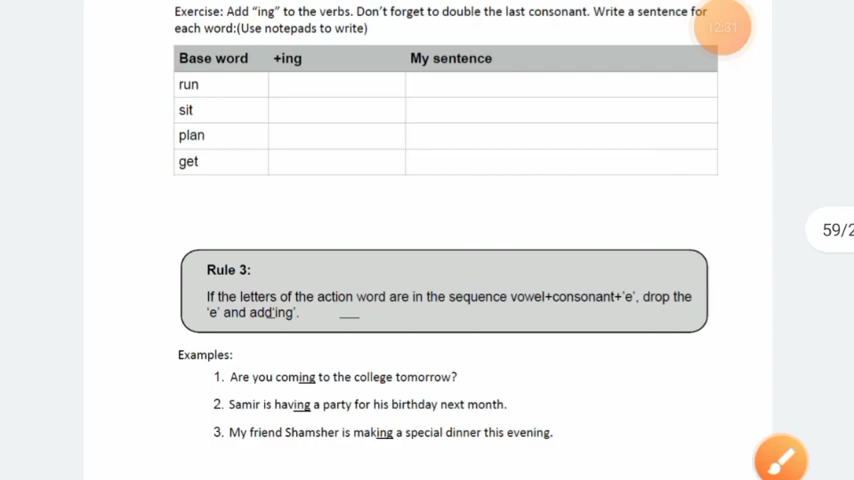 Exercise: Add “ing” to the verbs. Don’t forget to double the last consonant. Write a sentence for
each word:(Use notepads to write)
12:31
Base word +ing My sentence
run
sit
plan
get
59/2
Rule 3:
If the letters of the action word are in the sequence vowel+consonant+’e’, drop the
‘e’ and add‘ing’.
Examples:
1. Are you coming to the college tomorrow?
2. Samir is having a party for his birthday next month.
3. My friend Shamsher is making a special dinner this evening.